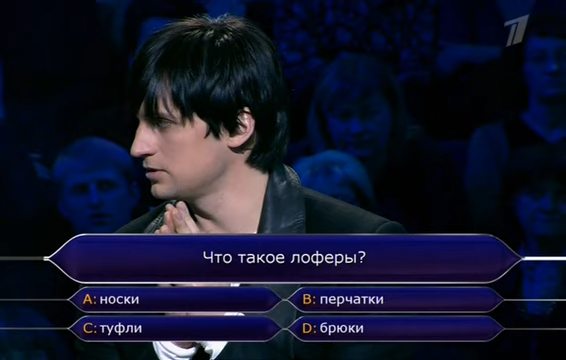 Что такое лоферы?
A: носки
B: перчатки
C: туфли
D: брюки